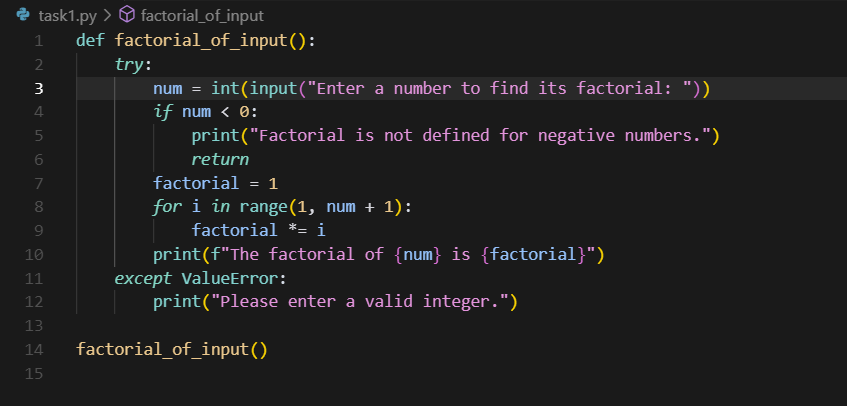 task1.py > factorial_of_input
1 def factorial_of_input():
2     try:
3         num = int(input("Enter a number to find its factorial: "))
4         if num < 0:
5             print("Factorial is not defined for negative numbers.")
6             return
7         factorial = 1
8         for i in range(1, num + 1):
9             factorial *= i
10         print(f"The factorial of {num} is {factorial}")
11     except ValueError:
12         print("Please enter a valid integer.")
13
14 factorial_of_input()
15